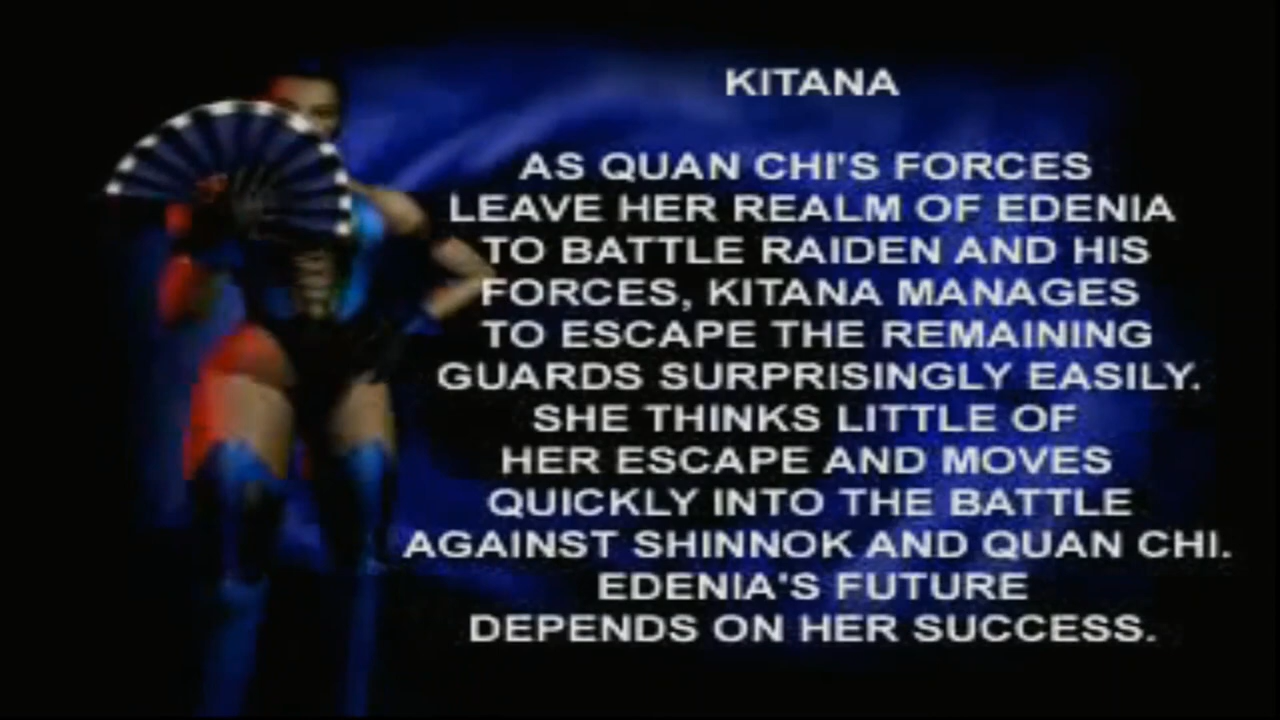 KITANA
AS QUAN CHI'S FORCES
LEAVE HER REALM OF EDENIA
TO BATTLE RAIDEN AND HIS
FORCES, KITANA MANAGES
TO ESCAPE THE REMAINING
GUARDS SURPRISINGLY EASILY.
SHE THINKS LITTLE OF
HER ESCAPE AND MOVES
QUICKLY INTO THE BATTLE
AGAINST SHINNOK AND QUAN CHI.
EDENIA'S FUTURE
DEPENDS ON HER SUCCESS.